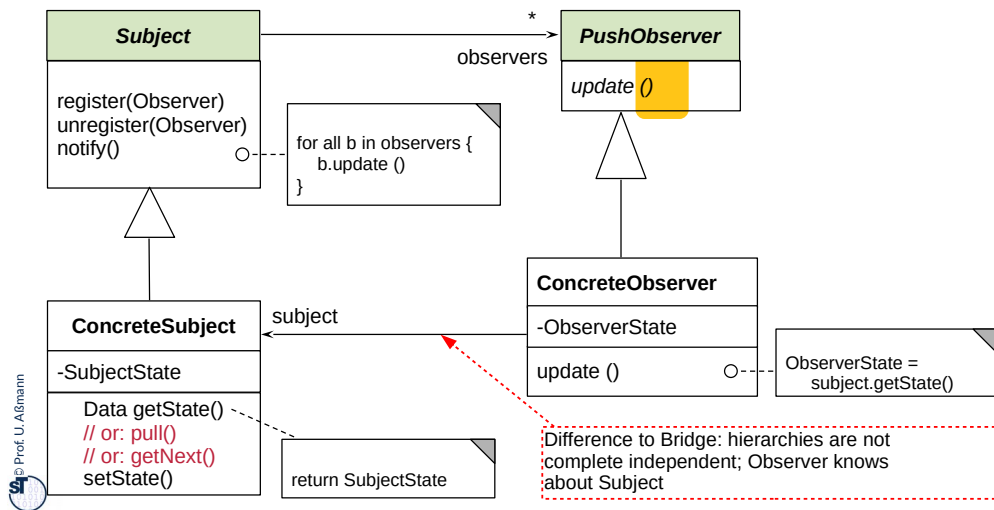 Subject
register(Observer)
unregister(Observer)
notify()
for all b in observers {
b.update ()
}
*
observers
PushObserver
update ()
ConcreteSubject
-SubjectState
Data getState()
// or: pull()
// or: getNext()
setState()
return SubjectState
subject
ConcreteObserver
-ObserverState
update ()
ObserverState =
subject.getState()
Difference to Bridge: hierarchies are not
complete independent; Observer knows
about Subject
© Prof. U. Aßmann
ST